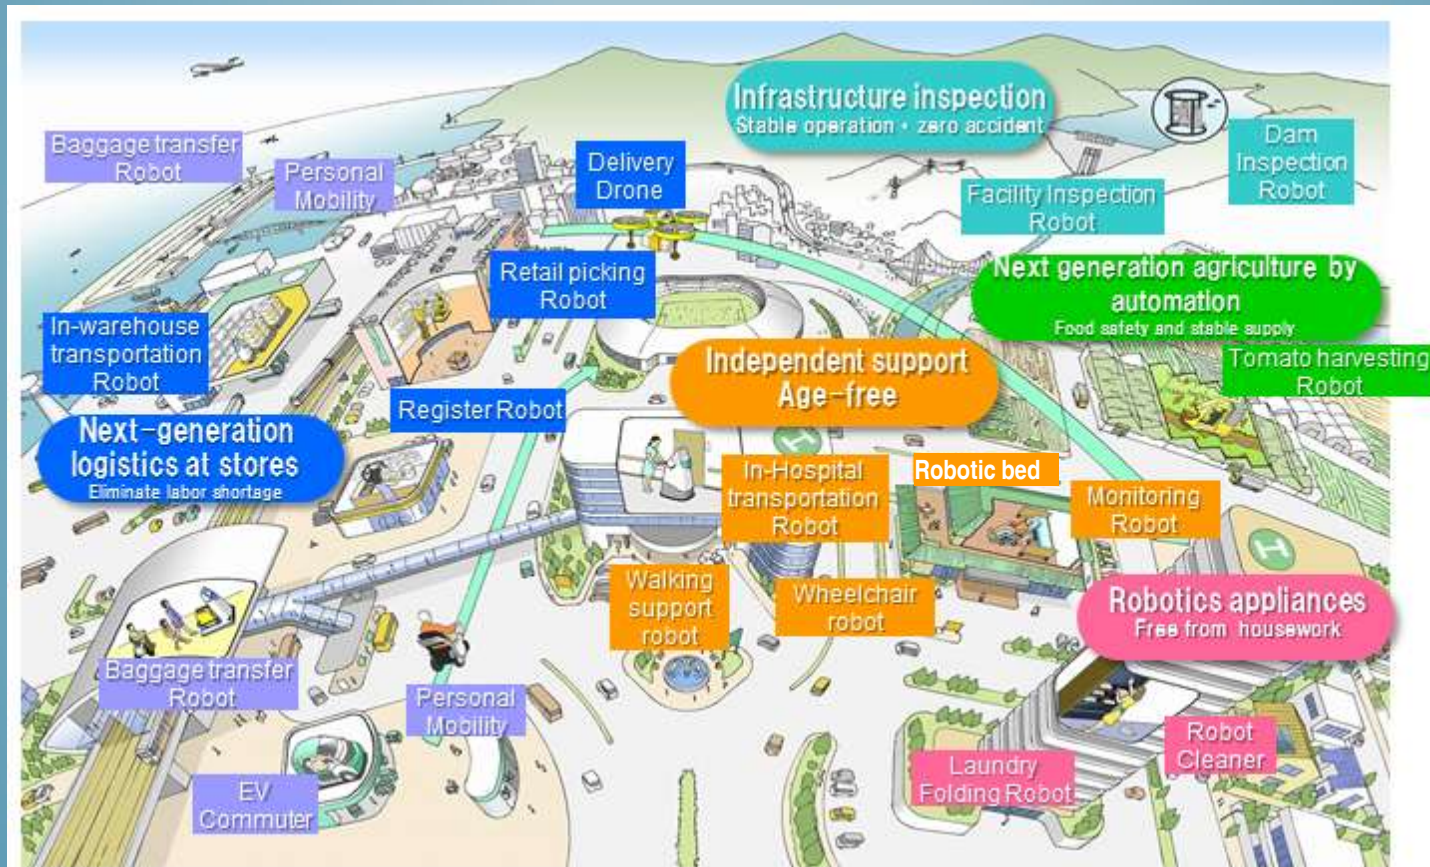 Infrastructure inspection
Stable operation・zero accident
Dam
Inspection
Robot
Baggage transfer
Robot
Personal
Mobility
Delivery
Drone
Facility Inspection
Robot
Retail picking
Robot
Next generation agriculture by
automation
Food safety and stable supply
In-warehouse
transportation
Robot
Tomato harvesting
Robot
Independent support
Age-free
Register Robot
Next-generation
logistics at stores
Eliminate labor shortage
H
In-Hospital
transportation
Robot
Robotic bed
Monitoring
Robot
H
Walking
support
robot
Wheelchair
robot
Robotics appliances
Free from housework
Baggage transfer
Robot
Personal
Mobility
Robot
Cleaner
Laundry
Folding Robot
EV
Commuter